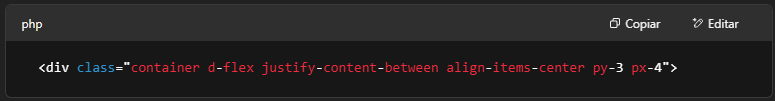 php Copiar Editar
<div class="container d-flex justify-content-between align-items-center py-3 px-4">